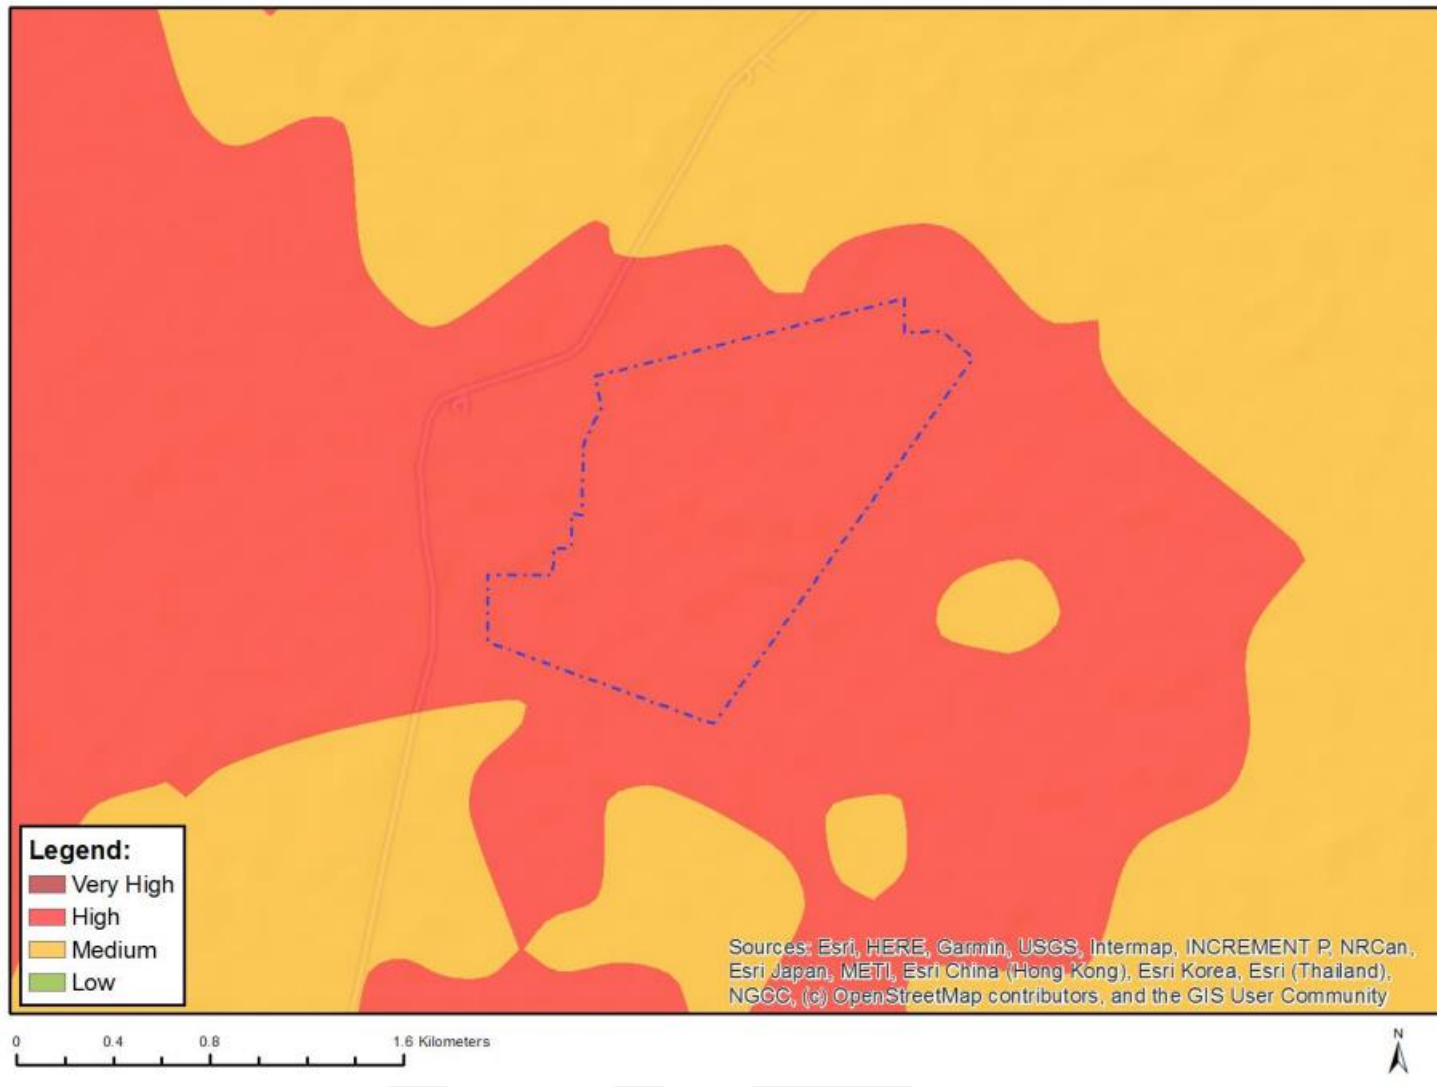 Legend:
Very High
High
Medium
Low
Sources: Esri, HERE, Garmin, USGS, Intermap, INCREMENT P, NRCan,
Esri Japan, METI, Esri China (Hong Kong), Esri Korea, Esri (Thailand),
NGCC, (c) OpenStreetMap contributors, and the GIS User Community
0 0.4 0.8 1.6 Kilometers
N